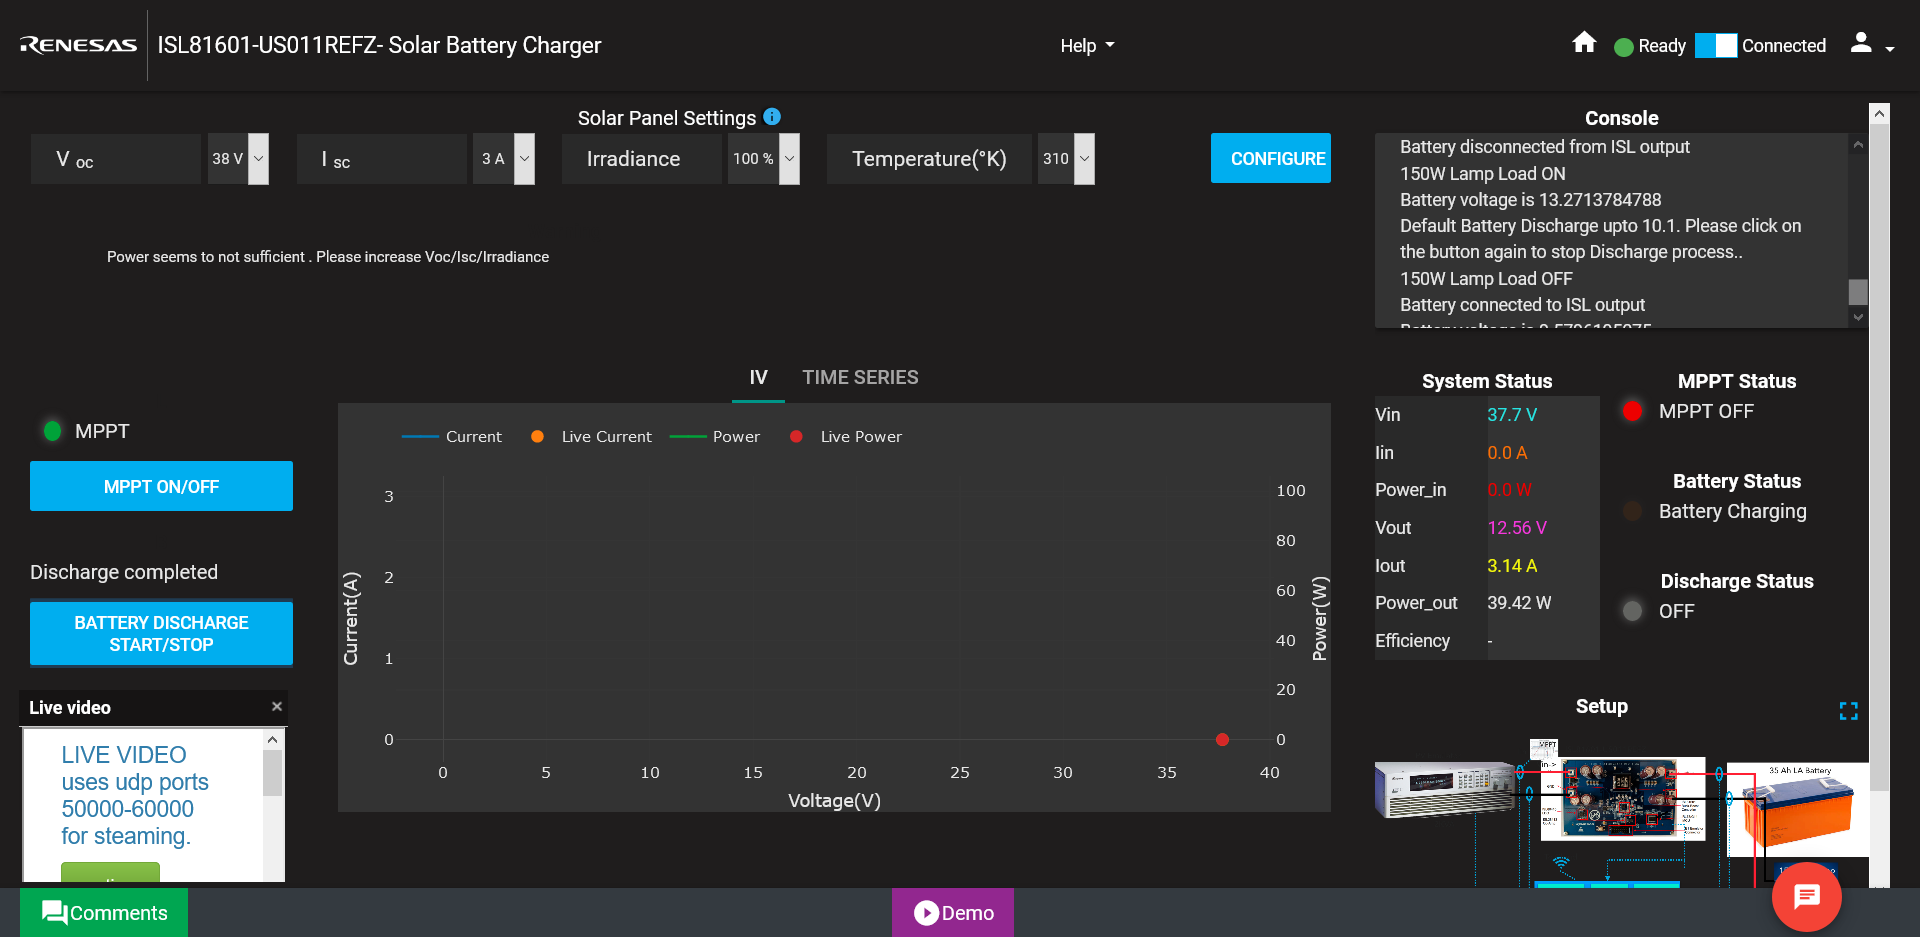 RENESAS
ISL81601-US011REFZ- Solar Battery Charger
Help
Ready
Connected
Solar Panel Settings
V oc
38 V
I sc
3 A
Irradiance
100 %
Temperature(°K)
310
CONFIGURE
Power seems to not sufficient . Please increase Voc/Isc/Irradiance
Console
Battery disconnected from ISL output
150W Lamp Load ON
Battery voltage is 13.2713784788
Default Battery Discharge upto 10.1. Please click on
the button again to stop Discharge process..
150W Lamp Load OFF
Battery connected to ISL output
MPPT
MPPT ON/OFF
Discharge completed
BATTERY DISCHARGE
START/STOP
Live video
×
LIVE VIDEO
uses udp ports
50000-60000
for steaming.
IV
TIME SERIES
Current
Live Current
Power
Live Power
3
2
1
0
Current(A)
100
80
60
40
20
0
Power(W)
0 5 10 15 20 25 30 35 40
Voltage(V)
System Status
Vin 37.7 V
Iin 0.0 A
Power_in 0.0 W
Vout 12.56 V
Iout 3.14 A
Power_out 39.42 W
Efficiency -
MPPT Status
MPPT OFF
Battery Status
Battery Charging
Discharge Status
OFF
Setup
MPPT
in->
35 Ah LA Battery
Comments
Demo